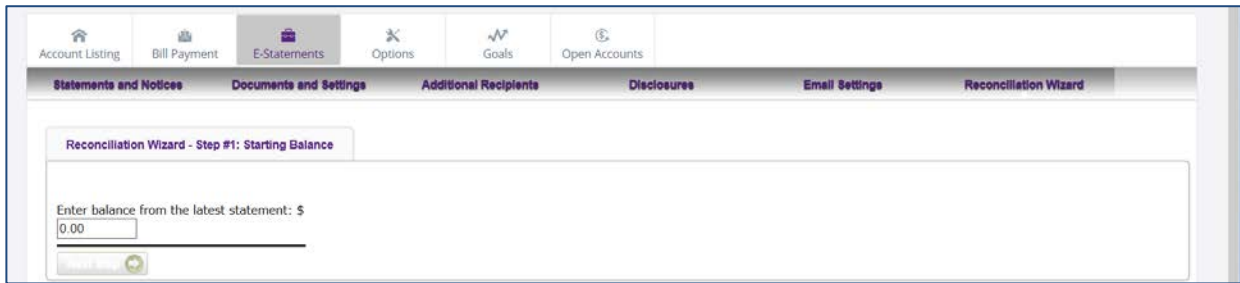 Account Listing Bill Payment E-Statements Options Goals Open Accounts
Statements and Notices Documents and Settings Additional Recipients Disclosures Email Settings Reconciliation Wizard
Reconciliation Wizard - Step #1: Starting Balance
Enter balance from the latest statement: $
0.00